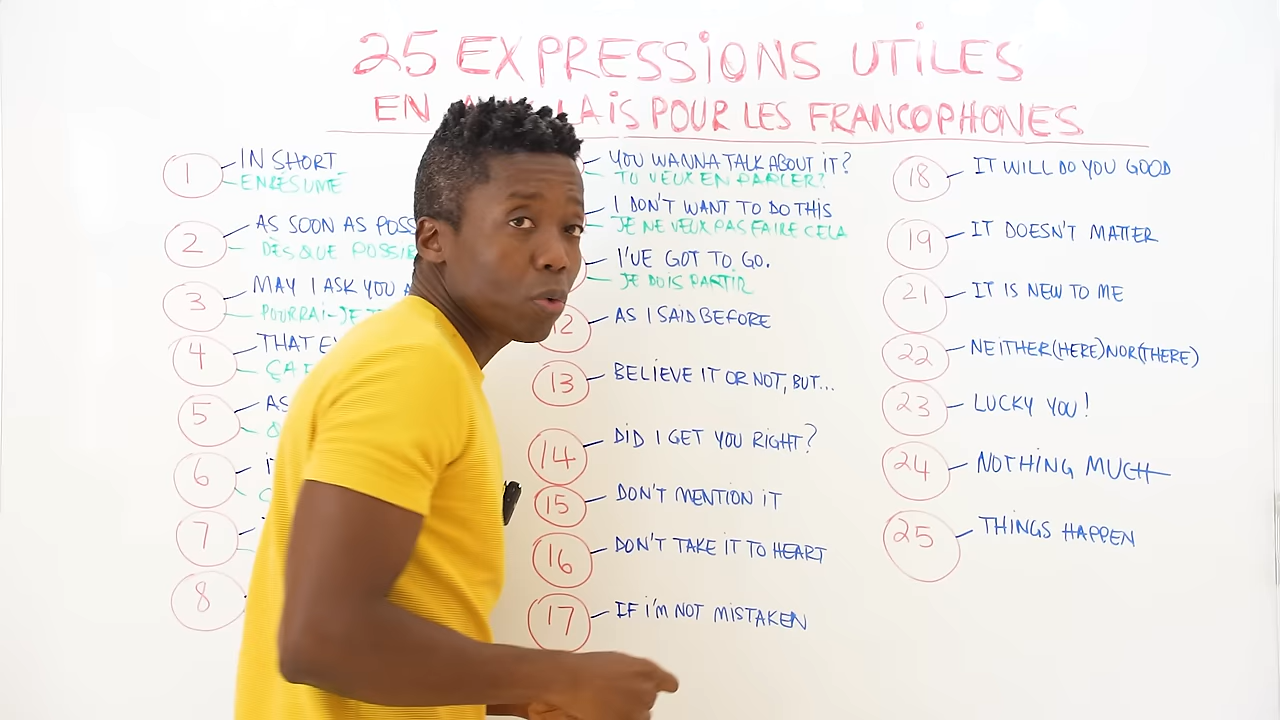 25 EXPRESSIONS UTILES
EN LAIS POUR LES FRANCOPHONES
1 IN SHORT
EN RÉSUMÉ
2 AS SOON AS POSS
DÈS QUE POSSIB
3 MAY I ASK YOU A
POURRAI-JE T
4 THAT E
ÇA
5 AS
6
7
8
YOU WANNA TALK ABOUT IT?
TU VEUX EN PARLER?
I DON'T WANT TO DO THIS
JE NE VEUX PAS FAIRE CELA
I'VE GOT TO GO.
JE DOIS PARTIR
12 AS I SAID BEFORE
13 BELIEVE IT OR NOT, BUT...
14 DID I GET YOU RIGHT?
15 DON'T MENTION IT
16 DON'T TAKE IT TO HEART
17 IF I'M NOT MISTAKEN
18 IT WILL DO YOU GOOD
19 IT DOESN'T MATTER
21 IT IS NEW TO ME
22 NEITHER(HERE)NOR(THERE)
23 LUCKY YOU!
24 NOTHING MUCH
25 THINGS HAPPEN